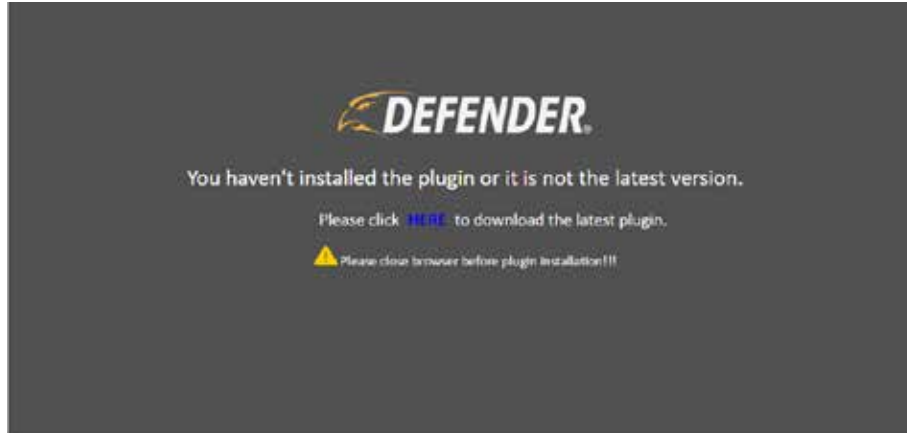 DEFENDER®
You haven't installed the plugin or it is not the latest version.
Please click HERE to download the latest plugin.
Please close browser before plugin installation!!!